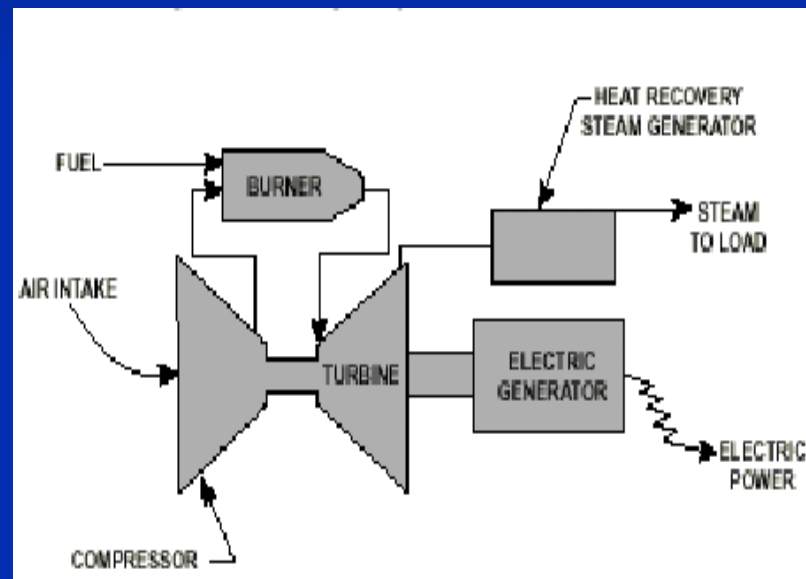 HEAT RECOVERY
STEAM GENERATOR
FUEL
BURNER
STEAM
TO LOAD
AIR INTAKE
TURBINE
ELECTRIC
GENERATOR
ELECTRIC
POWER
COMPRESSOR